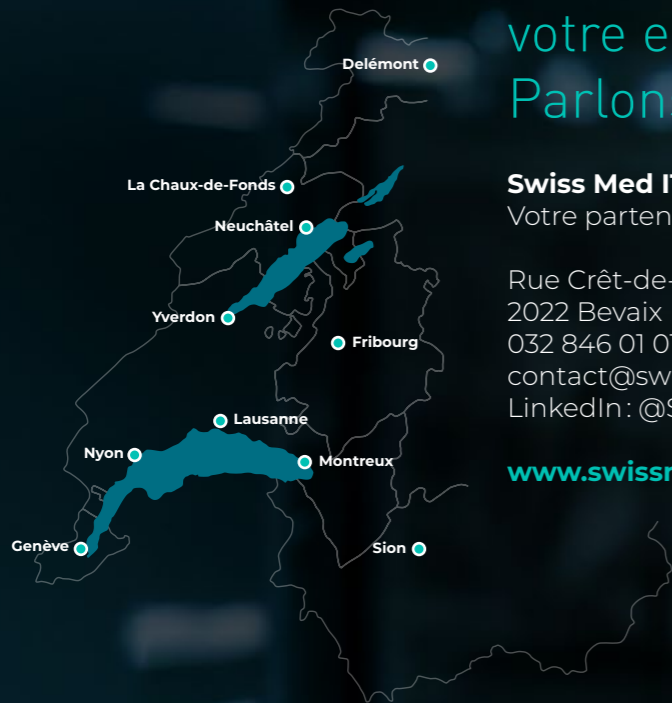 votre e
Parlons
Delémont
La Chaux-de-Fonds
Neuchâtel
Yverdon
Fribourg
Lausanne
Nyon
Montreux
Genève
Sion
Swiss Med I
Votre parten
Rue Crêt-de-
2022 Bevaix
032 846 01 0
contact@sw
LinkedIn : @
www.swiss